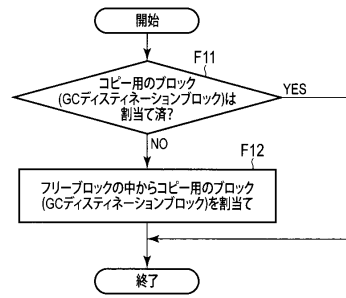 開始
F11
コピー用のブロック
(GCディスティネーションブロック)は
割当て済?
YES
NO
F12
フリーブロックの中からコピー用のブロック
(GCディスティネーションブロック)を割当て
終了